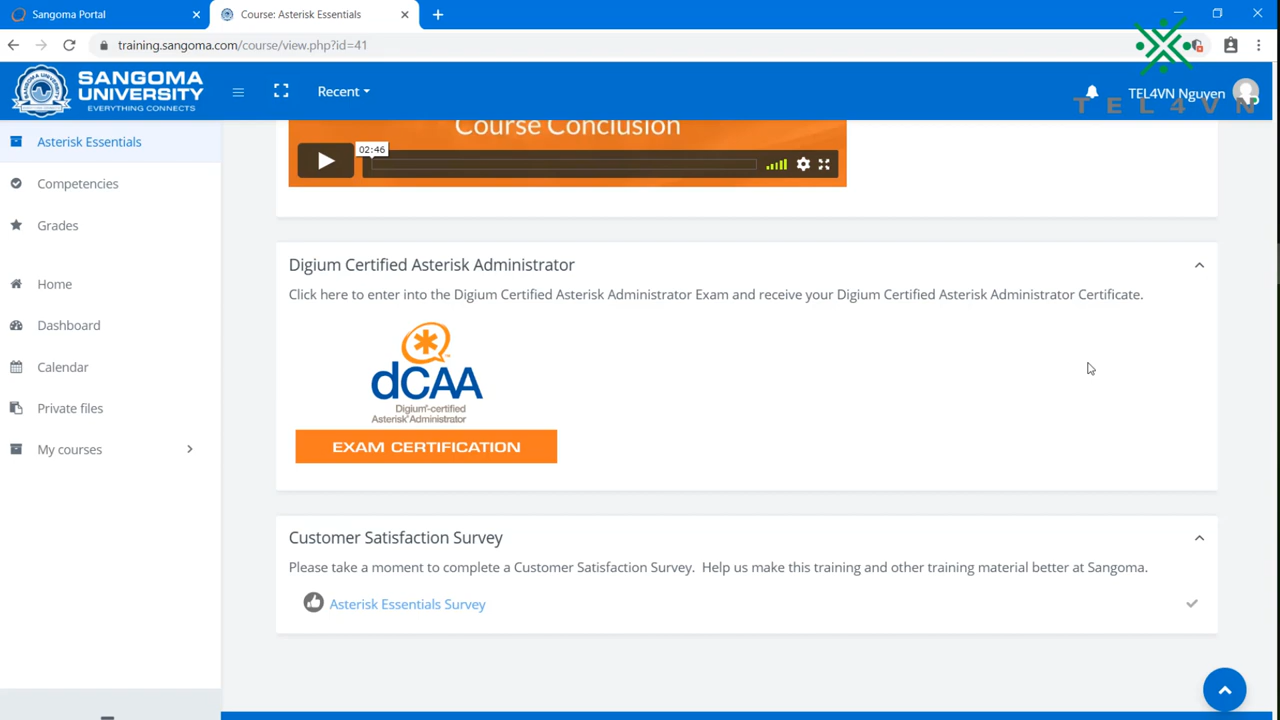 Sangoma Portal
Course: Asterisk Essentials
training.sangoma.com/course/view.php?id=41
SANGOMA
UNIVERSITY
EVERYTHING CONNECTS
Recent
TEL4VN Nguyen
TEL4VN
Asterisk Essentials
Competencies
Grades
Home
Dashboard
Calendar
Private files
My courses
Course Conclusion
02:46
Digium Certified Asterisk Administrator
Click here to enter into the Digium Certified Asterisk Administrator Exam and receive your Digium Certified Asterisk Administrator Certificate.
dCAA
Digium®-certified
Asterisk® Administrator
EXAM CERTIFICATION
Customer Satisfaction Survey
Please take a moment to complete a Customer Satisfaction Survey. Help us make this training and other training material better at Sangoma.
Asterisk Essentials Survey